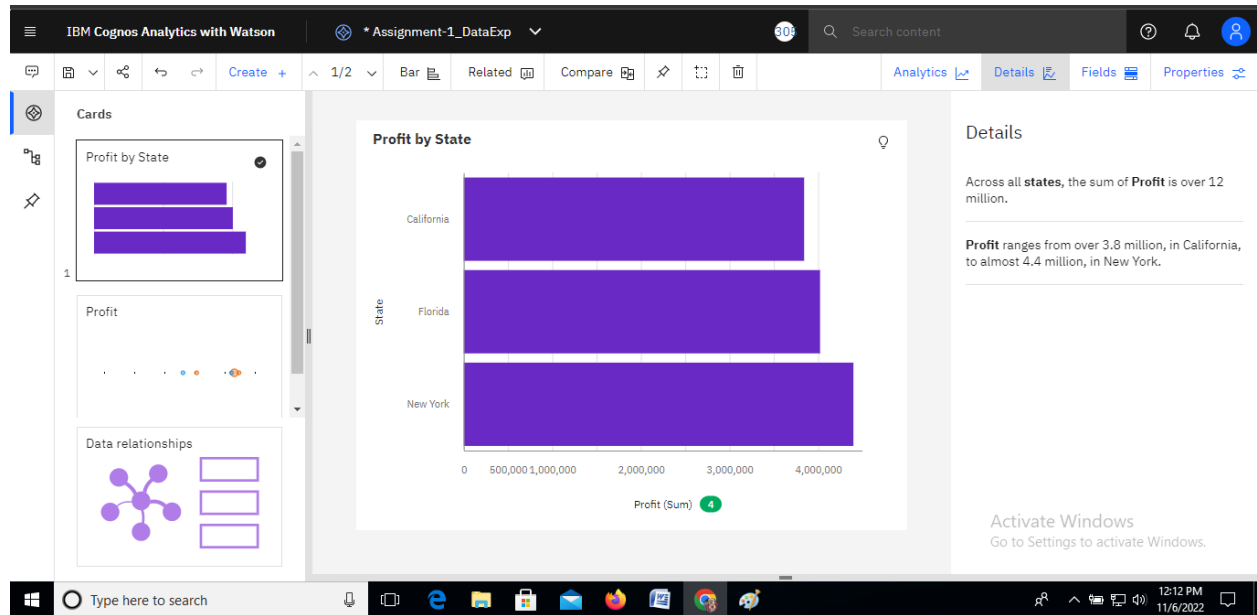 IBM Cognos Analytics with Watson
* Assignment-1_DataExp
305
Search content
Create +
1/2
Bar
Related
Compare
Analytics
Details
Fields
Properties
Cards
Profit by State
1
Profit
Data relationships
Profit by State
State
California
Florida
New York
0 500,000 1,000,000 2,000,000 3,000,000 4,000,000
Profit (Sum) 4
Details
Across all states, the sum of Profit is over 12
million.
Profit ranges from over 3.8 million, in California,
to almost 4.4 million, in New York.
Activate Windows
Go to Settings to activate Windows.
Type here to search
12:12 PM
11/6/2022